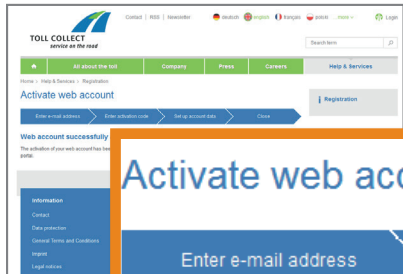 Contact | RSS | Newsletter
deutsch english français polski ... more > Login
TOLL COLLECT
service on the road
Search term
All about the toll Company Press Careers Help & Services
Home > Help & Services > Registration
Activate web account
Registration
Enter e-mail address Enter activation code Set up account data Close
Web account successfully
The activation of your web account has bee
portal.
Activate web acc
Information
Contact
Data protection
General Terms and Conditions
Imprint
Legal notices
Enter e-mail address